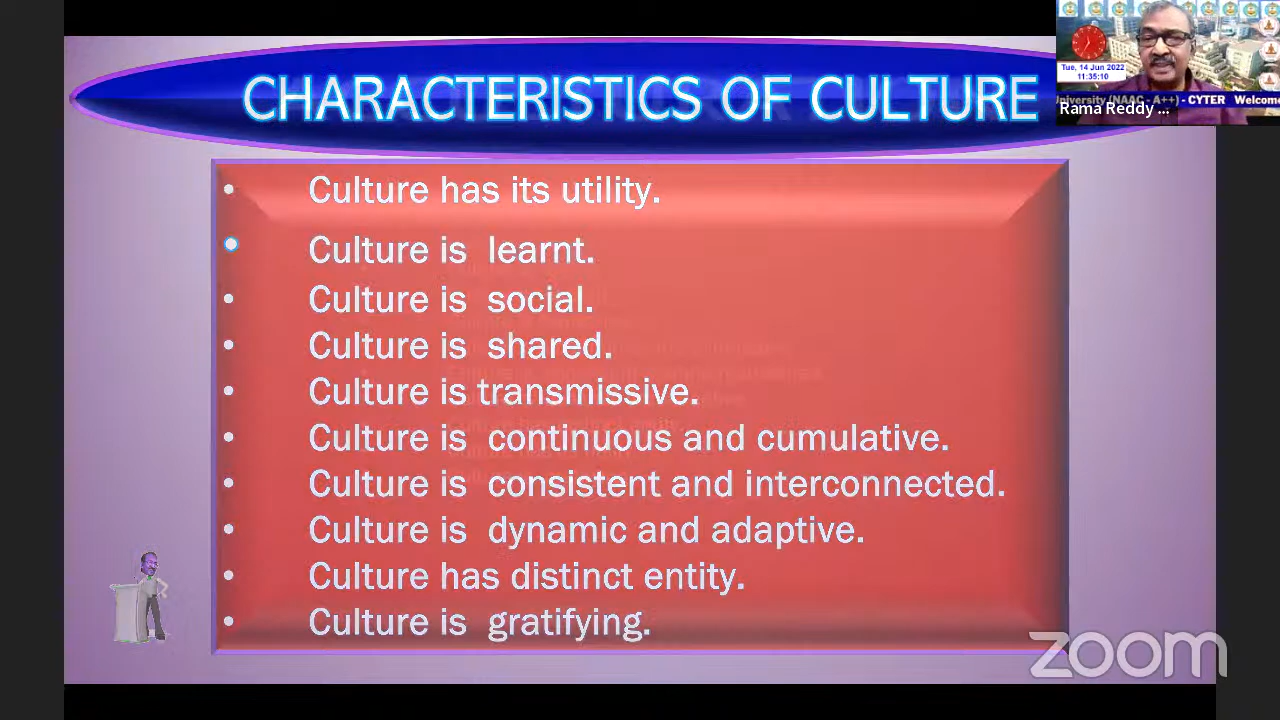 CHARACTERISTICS OF CULTURE
Tue, 14 Jun 2022
11:35:10
University (NAAC - A++) - CYTER Welcome
Rama Reddy ...
• Culture has its utility.
• Culture is learnt.
• Culture is social.
• Culture is shared.
• Culture is transmissive.
• Culture is continuous and cumulative.
• Culture is consistent and interconnected.
• Culture is dynamic and adaptive.
• Culture has distinct entity.
• Culture is gratifying.
zoom